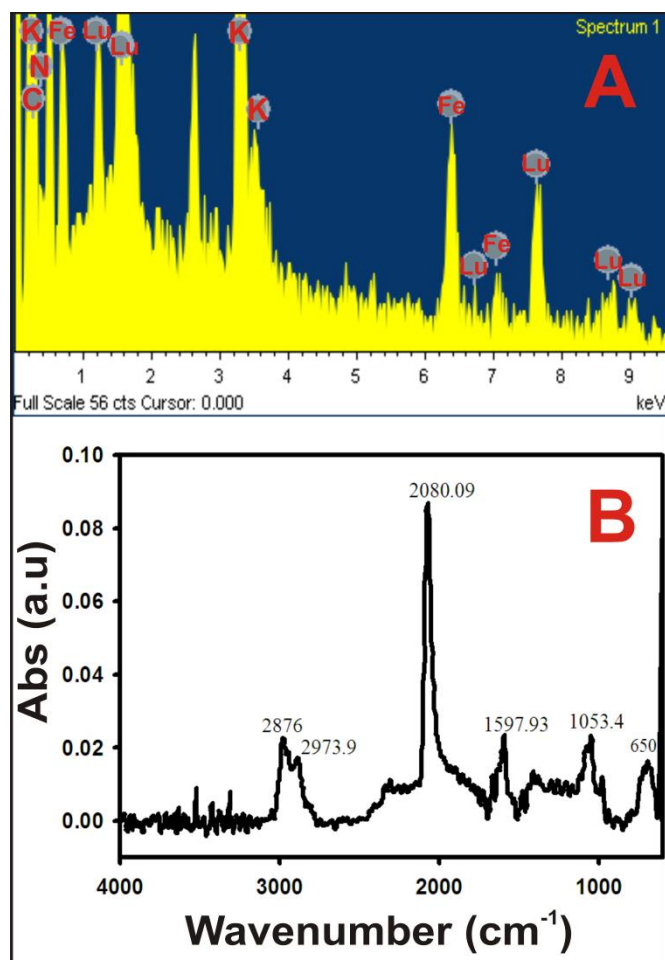 Spectrum 1
A
K Fe Lu Lu K Fe
N
C K Lu
Fe Lu Lu Lu
1 2 3 4 5 6 7 8 9
Full Scale 56 cts Cursor: 0.000 keV
B
Abs (a.u)
0.10
0.08
0.06
0.04
0.02
0.00
2080.09
2876
2973.9
1597.93
1053.4
650
4000 3000 2000 1000
Wavenumber (cm⁻¹)